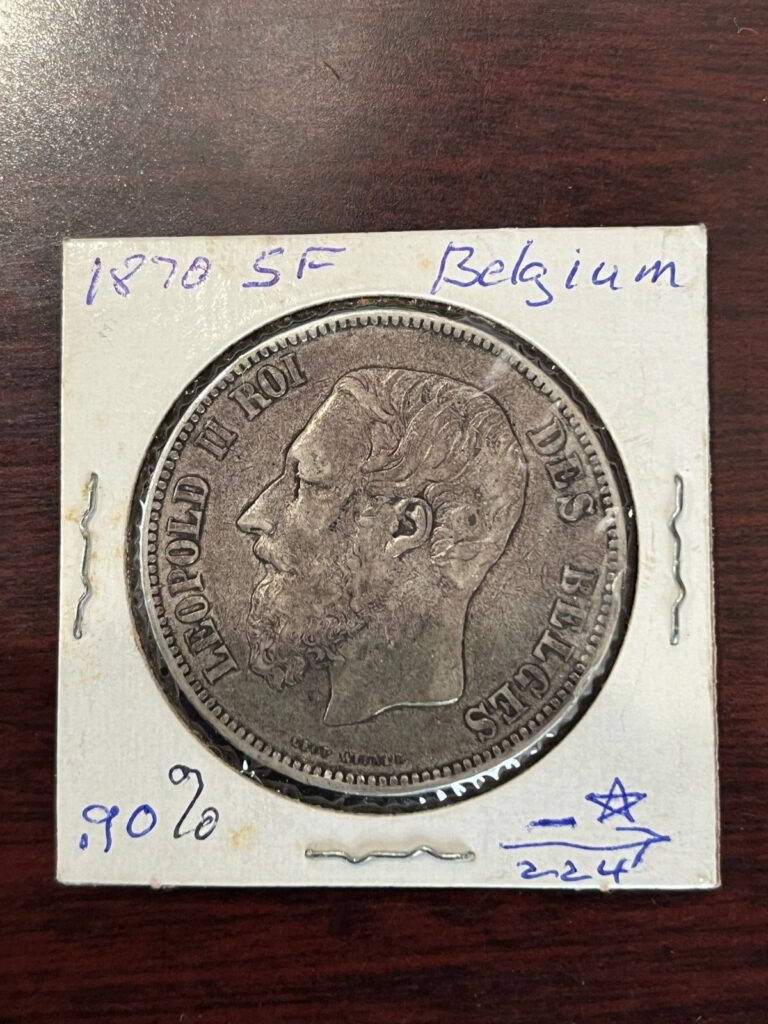 1870 5F Belgium
LEOPOLD II ROI DES BELGES
.90%
224